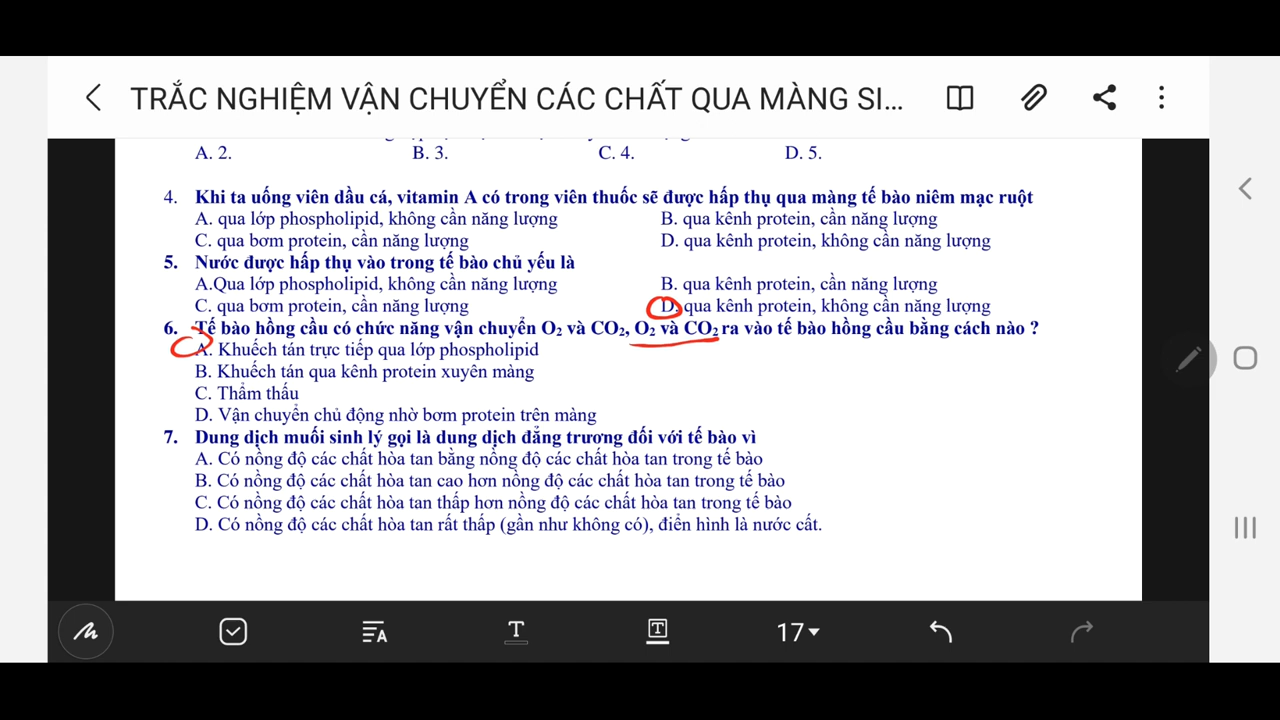 TRẮC NGHIỆM VẬN CHUYỂN CÁC CHẤT QUA MÀNG SI...
A. 2. B. 3. C. 4. D. 5.
4. Khi ta uống viên dầu cá, vitamin A có trong viên thuốc sẽ được hấp thụ qua màng tế bào niêm mạc ruột
A. qua lớp phospholipid, không cần năng lượng B. qua kênh protein, cần năng lượng
C. qua bơm protein, cần năng lượng D. qua kênh protein, không cần năng lượng
5. Nước được hấp thụ vào trong tế bào chủ yếu là
A.Qua lớp phospholipid, không cần năng lượng B. qua kênh protein, cần năng lượng
C. qua bơm protein, cần năng lượng D. qua kênh protein, không cần năng lượng
6. Tế bào hồng cầu có chức năng vận chuyển O₂ và CO₂, O₂ và CO₂ ra vào tế bào hồng cầu bằng cách nào ?
A. Khuếch tán trực tiếp qua lớp phospholipid
B. Khuếch tán qua kênh protein xuyên màng
C. Thẩm thấu
D. Vận chuyển chủ động nhờ bơm protein trên màng
7. Dung dịch muối sinh lý gọi là dung dịch đẳng trương đối với tế bào vì
A. Có nồng độ các chất hòa tan bằng nồng độ các chất hòa tan trong tế bào
B. Có nồng độ các chất hòa tan cao hơn nồng độ các chất hòa tan trong tế bào
C. Có nồng độ các chất hòa tan thấp hơn nồng độ các chất hòa tan trong tế bào
D. Có nồng độ các chất hòa tan rất thấp (gần như không có), điển hình là nước cất.
17